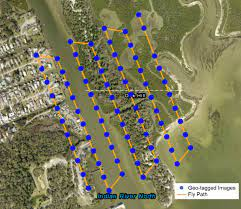 Indian River North
Geo-tagged Images
Fly Path